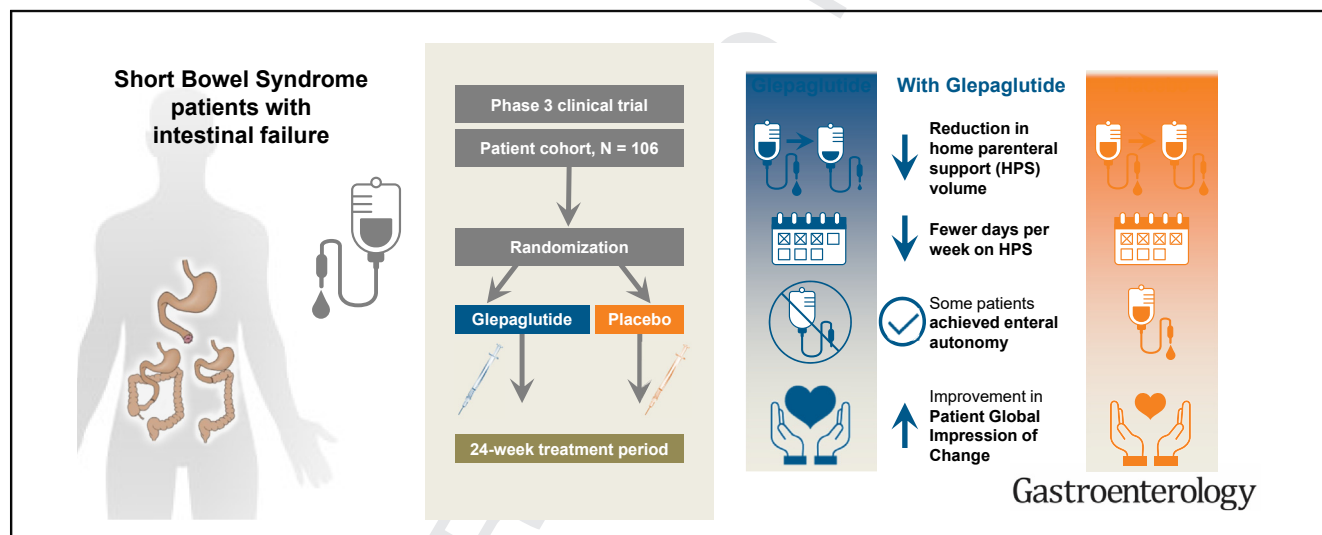 Short Bowel Syndrome
patients with
intestinal failure
Phase 3 clinical trial
Patient cohort, N = 106
Randomization
Glepaglutide
Placebo
24-week treatment period
Glepaglutide
With Glepaglutide
Reduction in
home parenteral
support (HPS)
volume
Fewer days per
week on HPS
Some patients
achieved enteral
autonomy
Improvement in
Patient Global
Impression of
Change
Gastroenterology